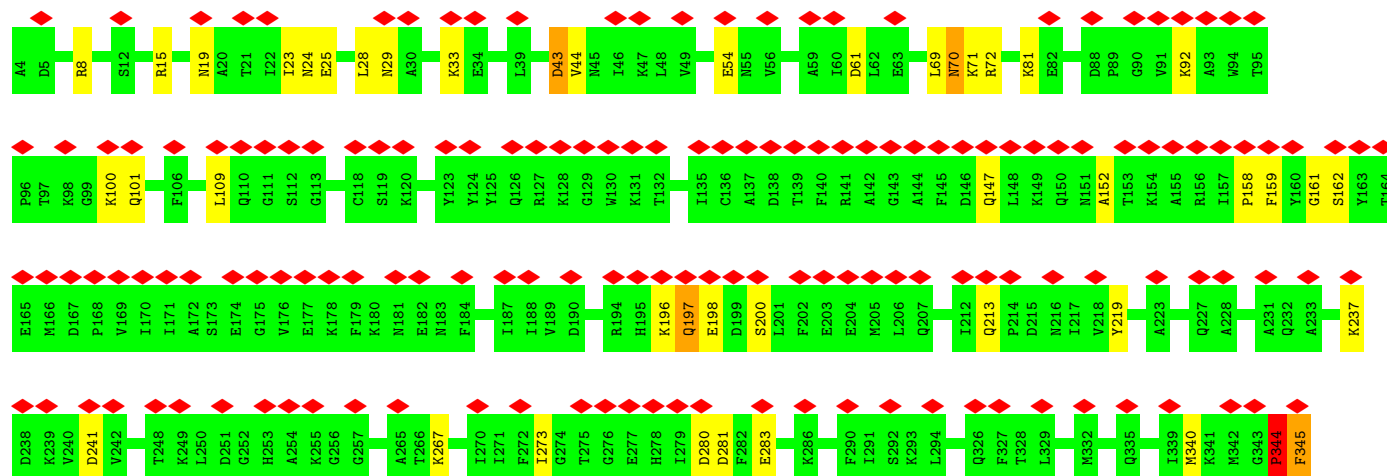 A4 D5 R8 S12 R15 N19 A20 T21 I22 I23 N24 E25 L28 N29 A30 K33 E34 L39 D43 V44 N45 I46 K47 L48 V49 E54 N55 V56 A59 I60 D61 L62 E63 L69 N70 K71 R72 K81 E82 D88 P89 G90 V91 K92 A93 W94 T95
P96 T97 K98 G99 K100 Q101 F106 L109 Q110 G111 S112 G113 C118 S119 K120 Y123 Y124 Y125 Q126 R127 K128 G129 W130 K131 T132 I135 C136 A137 D138 T139 F140 R141 A142 G143 A144 F145 D146 Q147 L148 K149 Q150 N151 A152 T153 K154 A155 R156 I157 P158 F159 Y160 G161 S162 Y163 T164
E165 M166 D167 P168 V169 I170 I171 A172 S173 E174 G175 V176 E177 K178 F179 K180 N181 E182 N183 F184 I187 I188 V189 D190 R194 H195 K196 Q197 E198 D199 S200 L201 F202 E203 E204 M205 L206 Q207 I212 Q213 P214 D215 N216 I217 V218 Y219 A223 Q227 A228 A231 Q232 A233 K237
D238 K239 V240 D241 V242 T248 K249 L250 D251 G252 H253 A254 K255 G256 G257 A265 T266 K267 I270 I271 F272 I273 G274 T275 G276 E277 H278 I279 D280 D281 F282 E283 K286 F290 I291 S292 K293 L294 Q326 F327 T328 L329 M332 Q335 I339 M340 K341 M342 G343 P344 F345